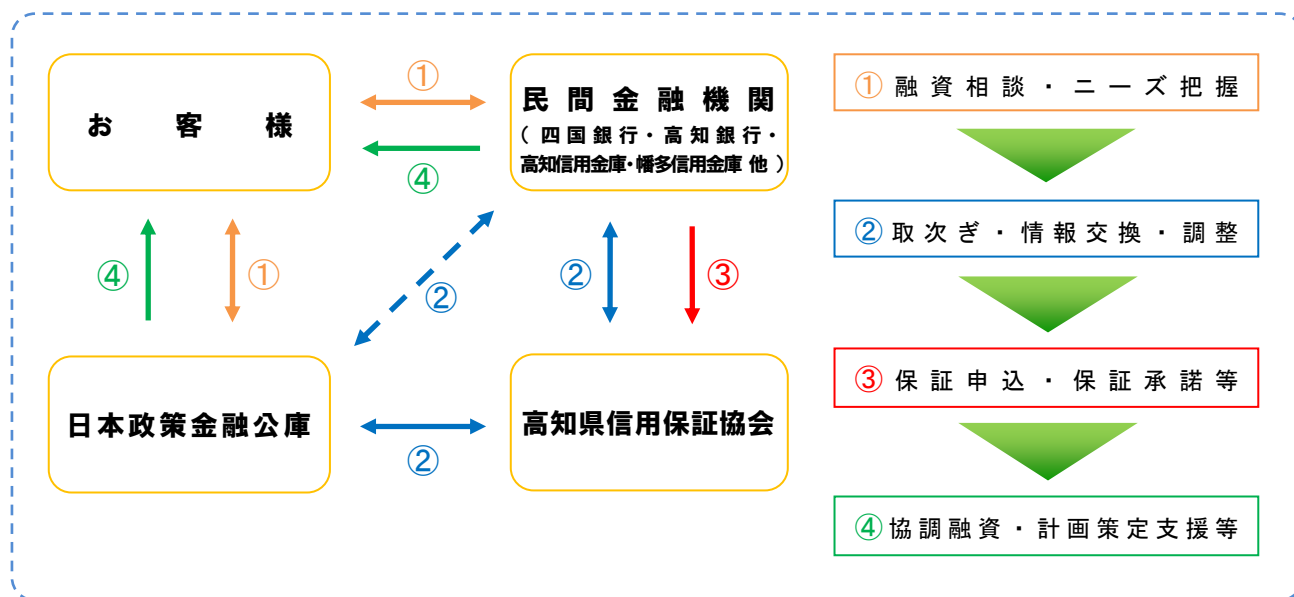 お客様
①
④
民間金融機関
（四国銀行・高知銀行・
高知信用金庫・幡多信用金庫 他）
④
①
②
②
③
日本政策金融公庫
②
高知県信用保証協会
①融資相談・ニーズ把握
②取次ぎ・情報交換・調整
③保証申込・保証承諾等
④協調融資・計画策定支援等